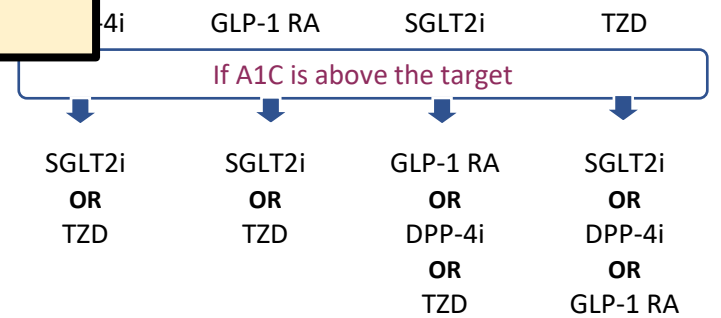 -4i GLP-1 RA SGLT2i TZD
If A1C is above the target
SGLT2i SGLT2i GLP-1 RA SGLT2i
OR OR OR OR
TZD TZD DPP-4i DPP-4i
OR OR
TZD GLP-1 RA